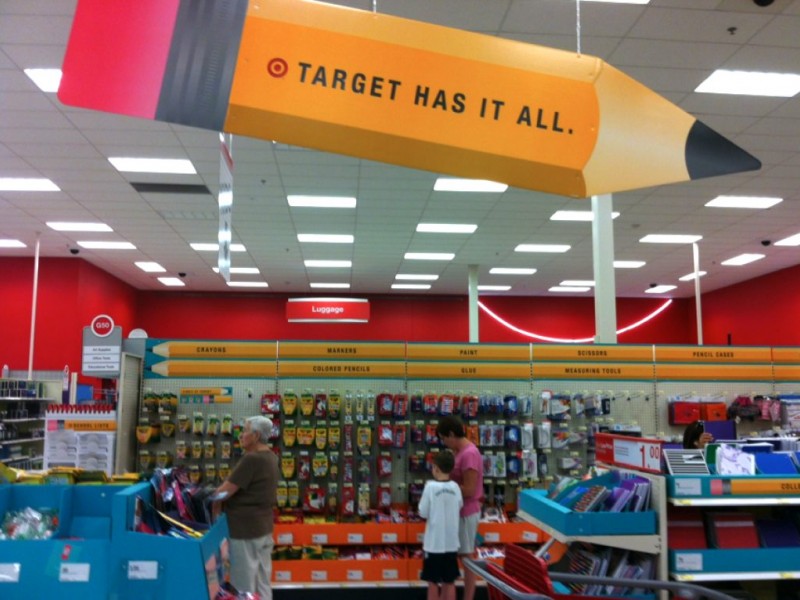 TARGET HAS IT ALL.
Luggage
G50
CRAYONS
MARKERS
PAINT
SCISSORS
PENCIL CASES
COLORED PENCILS
GLUE
MEASURING TOOLS
SCHOOL LISTS
1.00